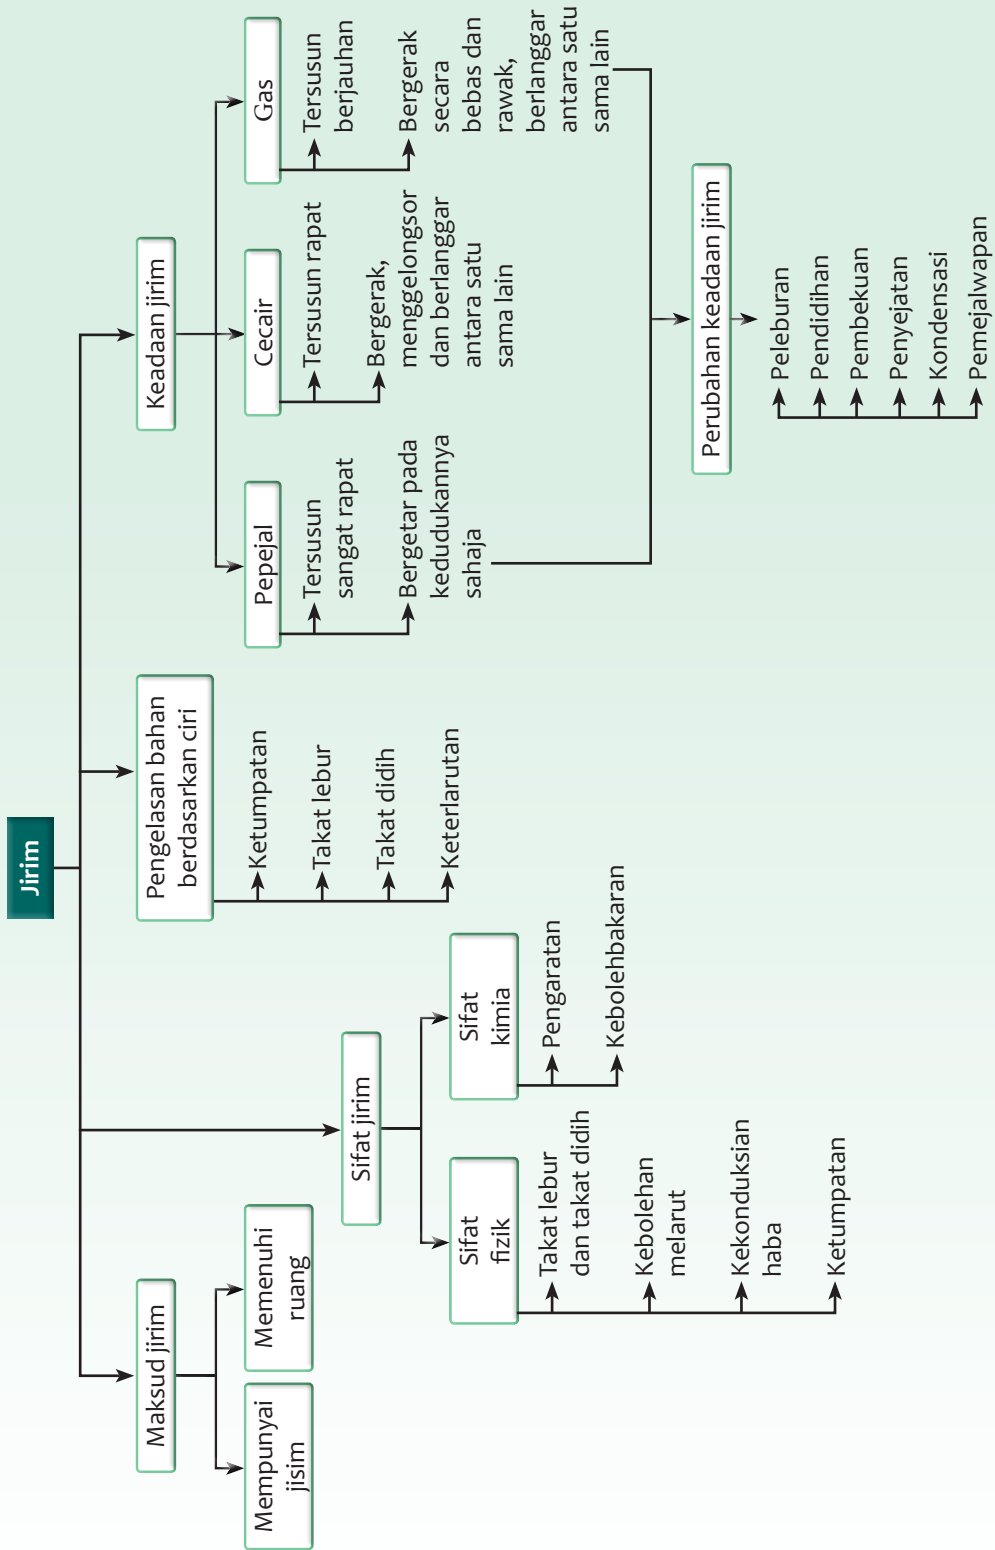 Jirim
Maksud jirim
Mempunyai
jisim
Memenuhi
ruang
Sifat jirim
Sifat
fizik
Takat lebur
dan takat didih
Kebolehan
melarut
Kekonduksian
haba
Ketumpatan
Sifat
kimia
Pengaratan
Kebolehbakaran
Pengelasan bahan
berdasarkan ciri
Ketumpatan
Takat lebur
Takat didih
Keterlarutan
Keadaan jirim
Pepejal
Tersusun
sangat rapat
Bergetar pada
kedudukannya
sahaja
Cecair
Tersusun rapat
Bergerak,
menggelongsor
dan berlanggar
antara satu
sama lain
Gas
Tersusun
berjauhan
Bergerak
secara
bebas dan
rawak,
berlanggar
antara satu
sama lain
Perubahan keadaan jirim
Peleburan
Pendidihan
Pembekuan
Penyejatan
Kondensasi
Pemejalwapan